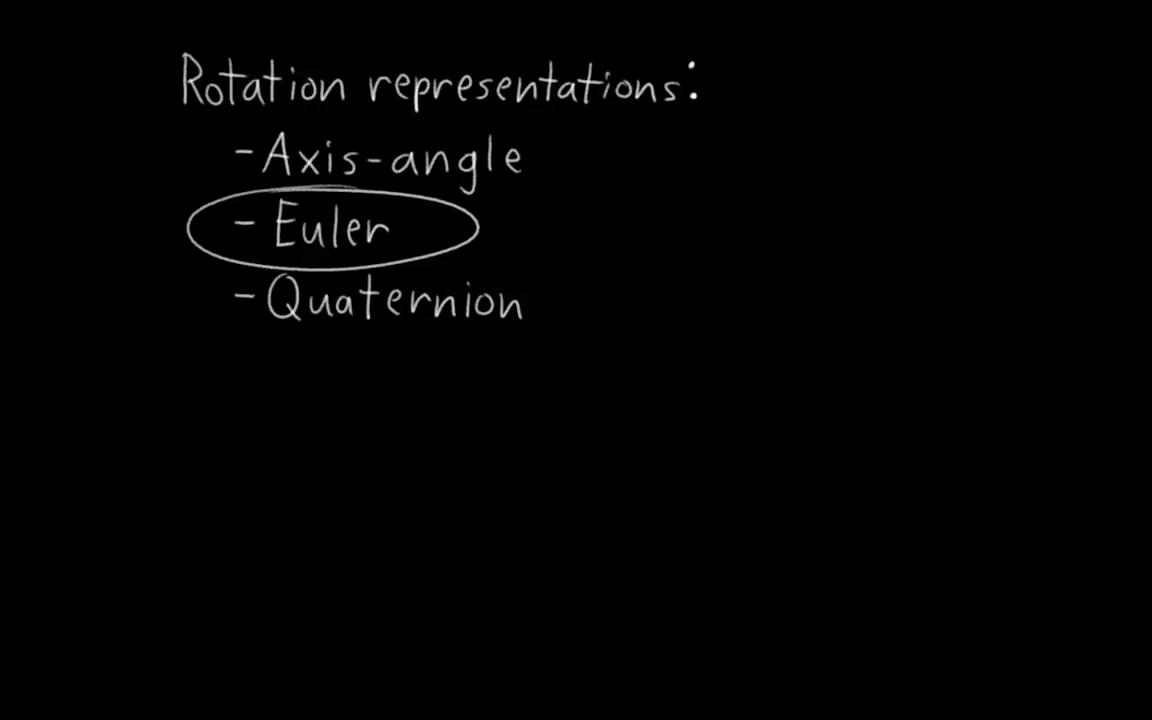 Rotation representations:
- Axis-angle
- Euler
- Quaternion